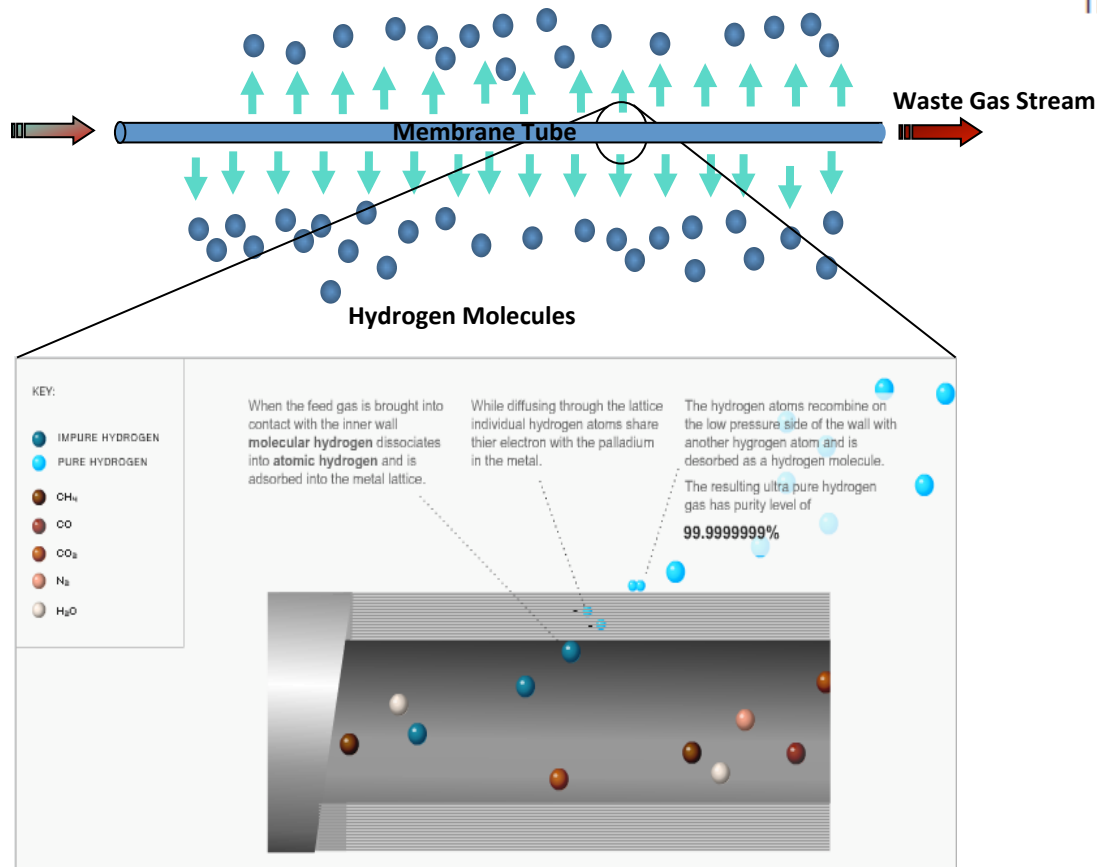 Waste Gas Stream
Membrane Tube
Hydrogen Molecules
KEY:
IMPURE HYDROGEN
PURE HYDROGEN
CH₄
CO
CO₂
N₂
H₂O
When the feed gas is brought into
contact with the inner wall
molecular hydrogen dissociates
into atomic hydrogen and is
adsorbed into the metal lattice.
While diffusing through the lattice
individual hydrogen atoms share
thier electron with the palladium
in the metal.
The hydrogen atoms recombine on
the low pressure side of the wall with
another hygrogen atom and is
desorbed as a hydrogen molecule.
The resulting ultra pure hydrogen
gas has purity level of
99.9999999%
-
-